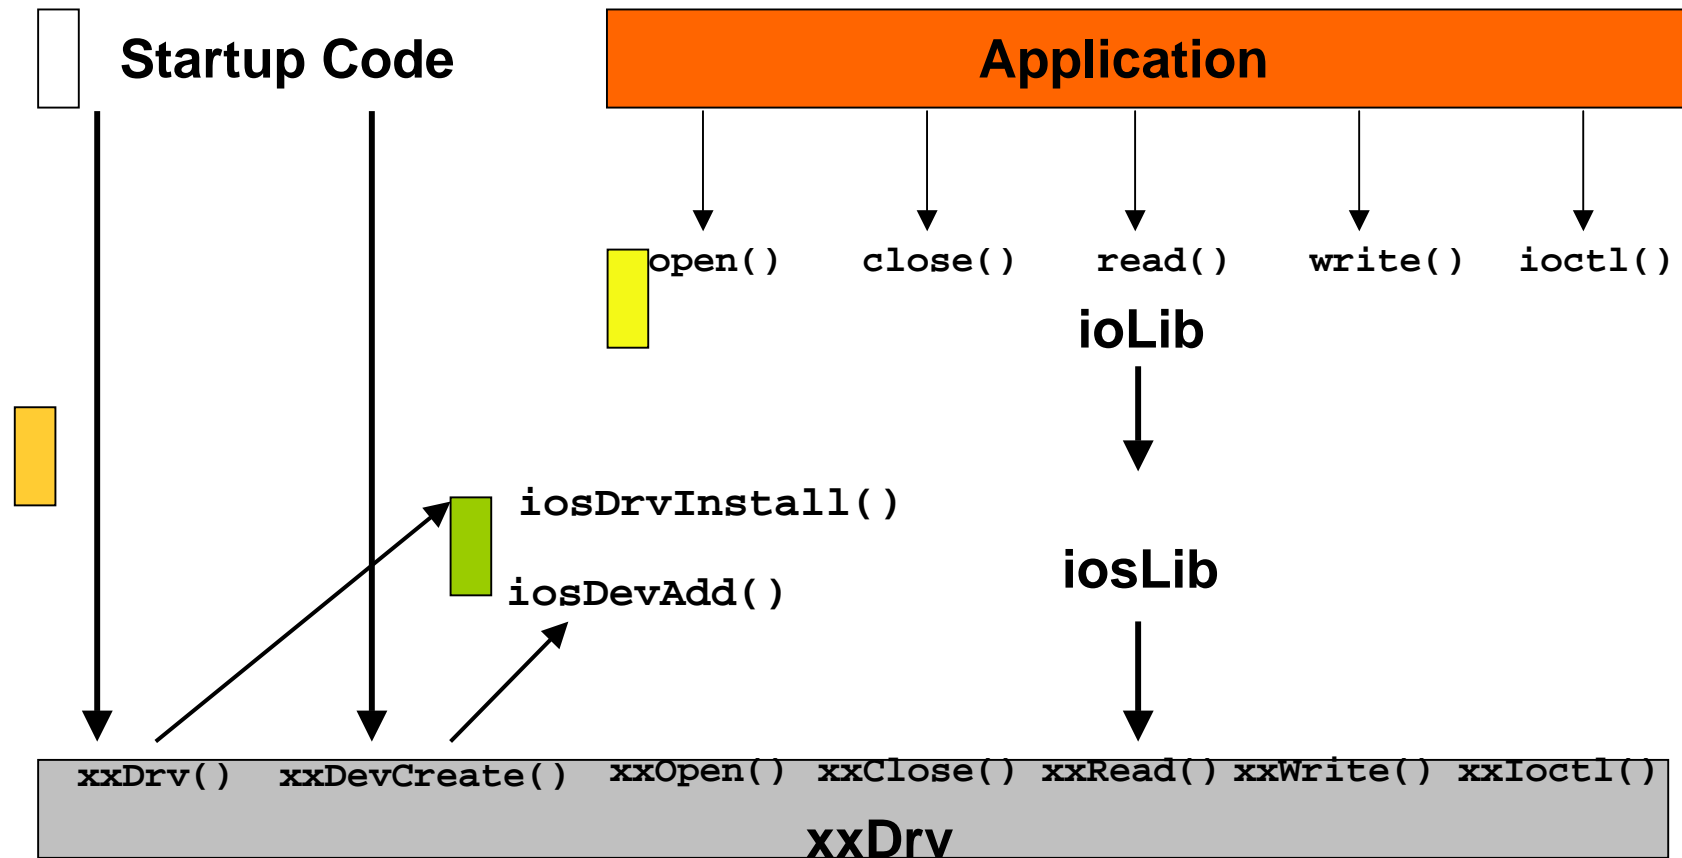 Startup Code
Application
open() close() read() write() ioctl()
ioLib
iosDrvInstall()
iosLib
iosDevAdd()
xxDrv() xxDevCreate() xxOpen() xxClose() xxRead() xxWrite() xxIoctl()
xxDrv